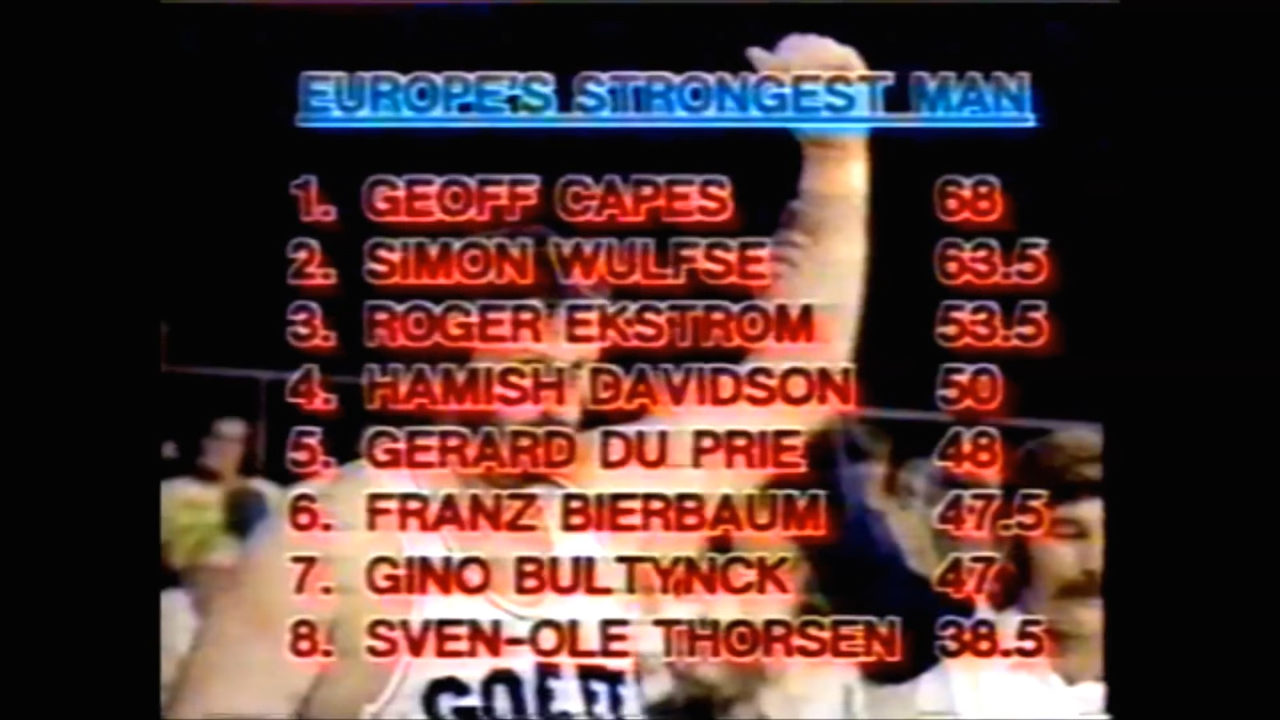 EUROPE'S STRONGEST MAN
1. GEOFF CAPES 68
2. SIMON WULFSE 63.5
3. ROGER EKSTROM 53.5
4. HAMISH DAVIDSON 50
5. GERARD DU PRIE 48
6. FRANZ BIERBAUM 47.5
7. GINO BULTYNCK 47
8. SVEN-OLE THORSEN 38.5